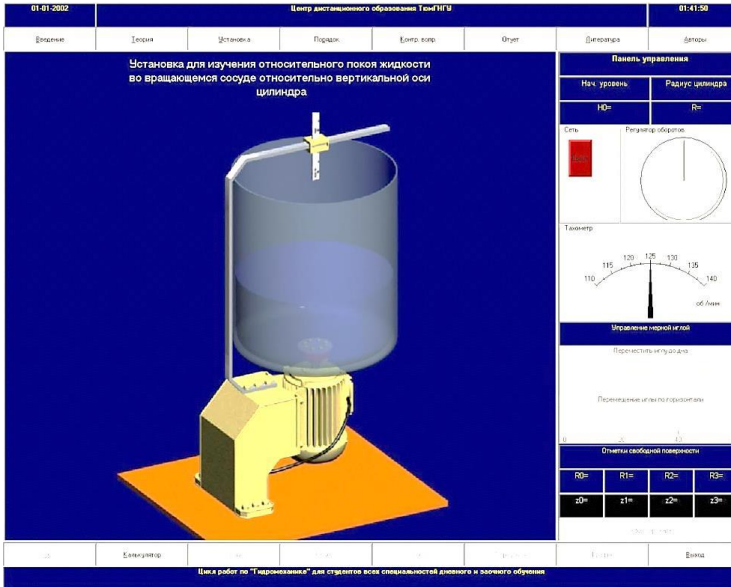 01-01-2002
Центр дистанционного образования ТюмГНГУ
01:41:50
Введение
Теория
Установка
Порядок
Контр. вопр.
Отчет
Литература
Авторы
Установка для изучения относительного покоя жидкости
во вращающемся сосуде относительно вертикальной оси
цилиндра
Панель управления
Нач. уровень
Радиус цилиндра
H0=
R=
Сеть
Регулятор оборотов
Тахометр
110 115 120 125 130 135 140
об /мин
Управление мерной иглой
Переместить иглу до дна
Перемещение иглы по горизонтали
0
Отметки свободной поверхности
R0= R1= R2= R3=
z0= z1= z2= z3=
Калькулятор
Выход
Цикл работ по "Гидромеханике" для студентов всех специальностей дневного и заочного обучения